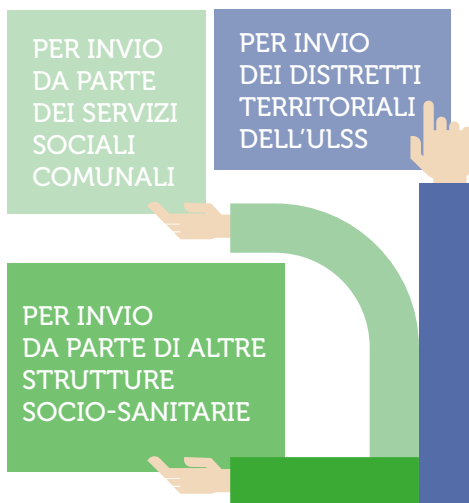 PER INVIO
DA PARTE
DEI SERVIZI
SOCIALI
COMUNALI
PER INVIO
DEI DISTRETTI
TERRITORIALI
DELL'ULSS
PER INVIO
DA PARTE DI ALTRE
STRUTTURE
SOCIO-SANITARIE